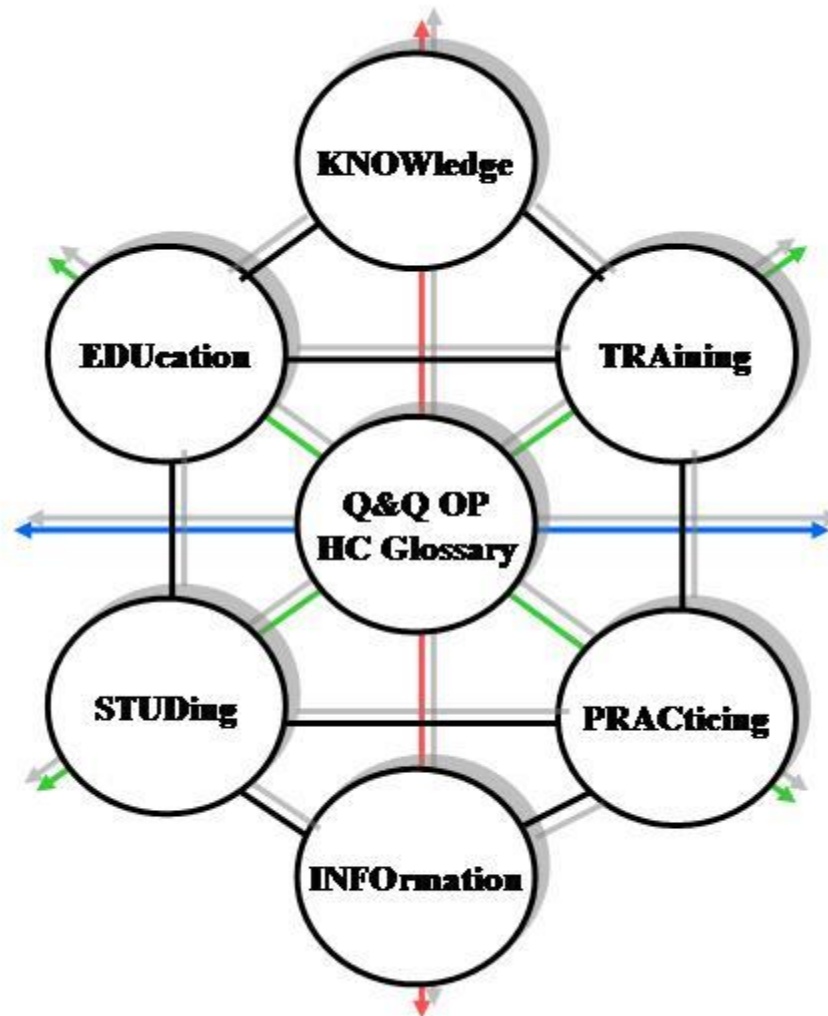 KNOWledge
EDUcation
TRAining
Q&Q OP
HC Glossary
STUDing
PRACticing
INFOrmation